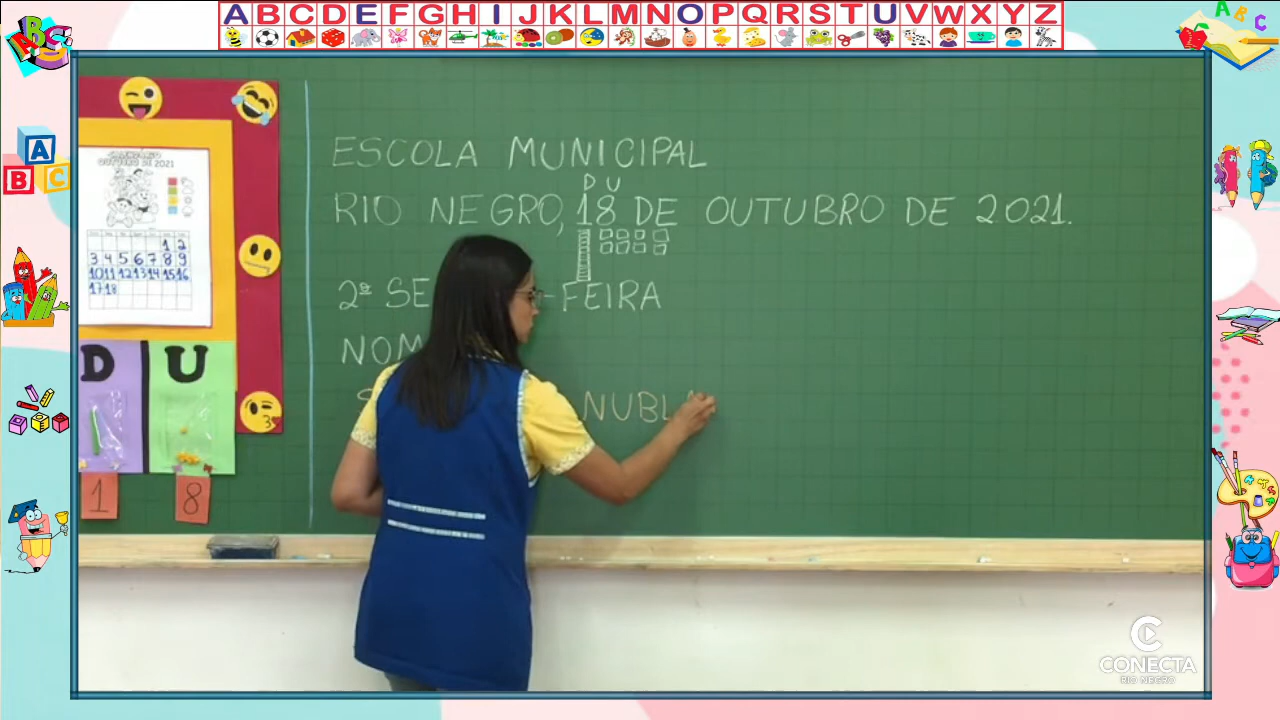 A B C D E F G H I J K L M N O P Q R S T U V W X Y Z
ESCOLA MUNICIPAL
D U
RIO NEGRO, 18 DE OUTUBRO DE 2021.
2ª SE -FEIRA
NOM
NUBL
CALENDÁRIO
OUTUBRO DE 2021
1 2
3 4 5 6 7 8 9
10 11 12 13 14 15 16
17 18
D U
1 8
A
B C
ABC
CONECTA
RIO NEGRO